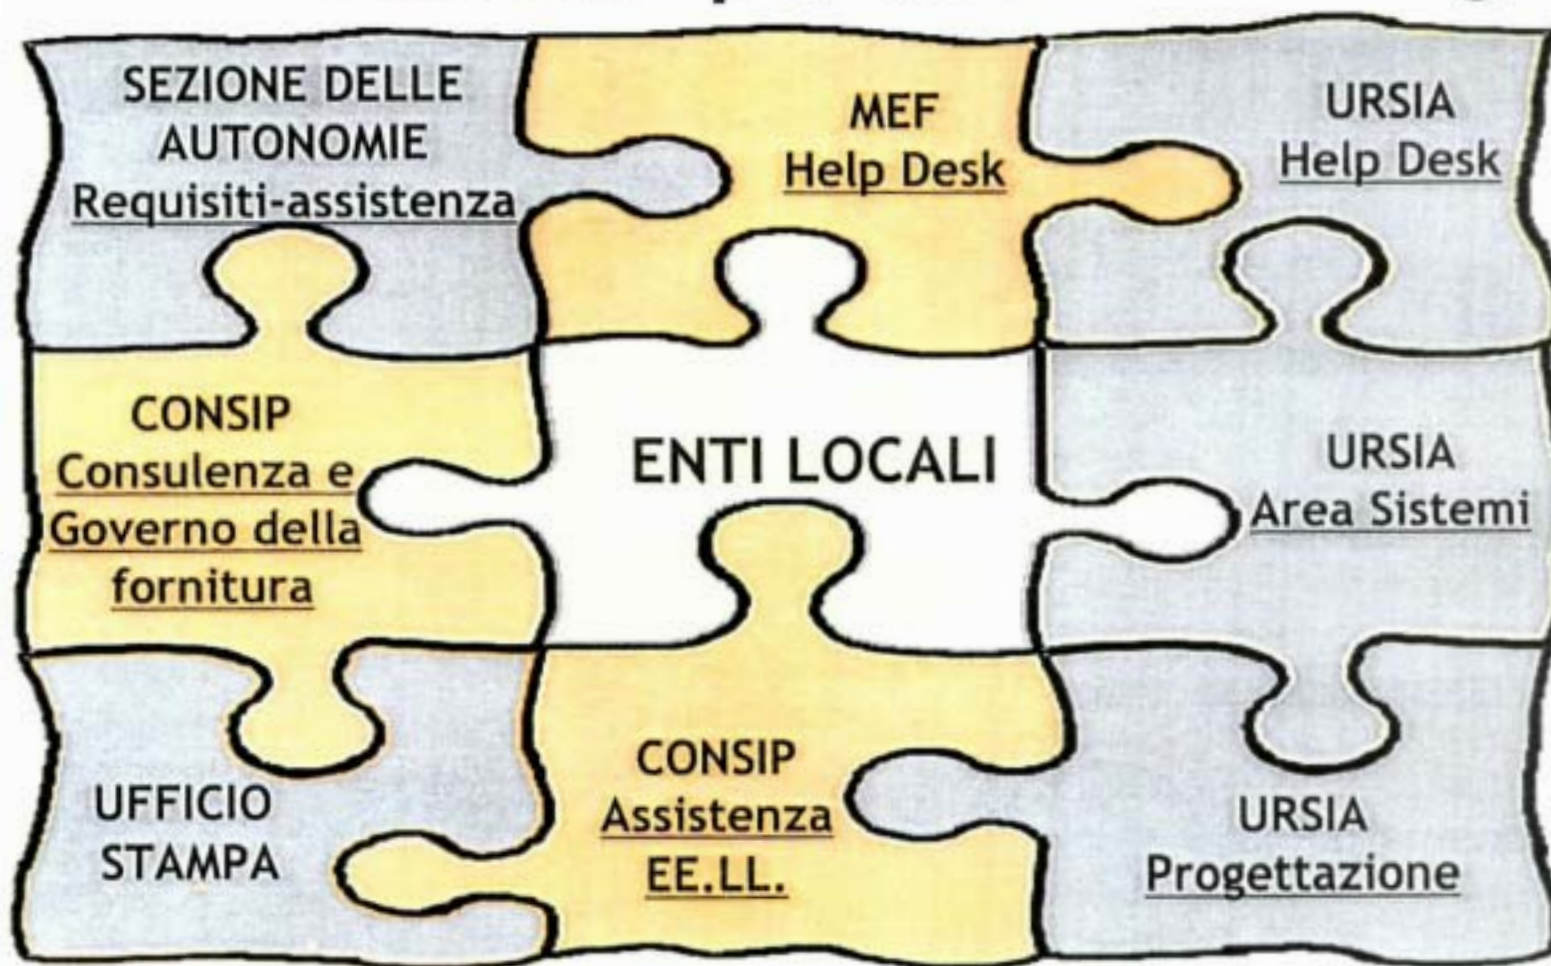 SEZIONE DELLE
AUTONOMIE
Requisiti-assistenza
MEF
Help Desk
URSIA
Help Desk
CONSIP
Consulenza e
Governo della
fornitura
ENTI LOCALI
URSIA
Area Sistemi
UFFICIO
STAMPA
CONSIP
Assistenza
EE.LL.
URSIA
Progettazione